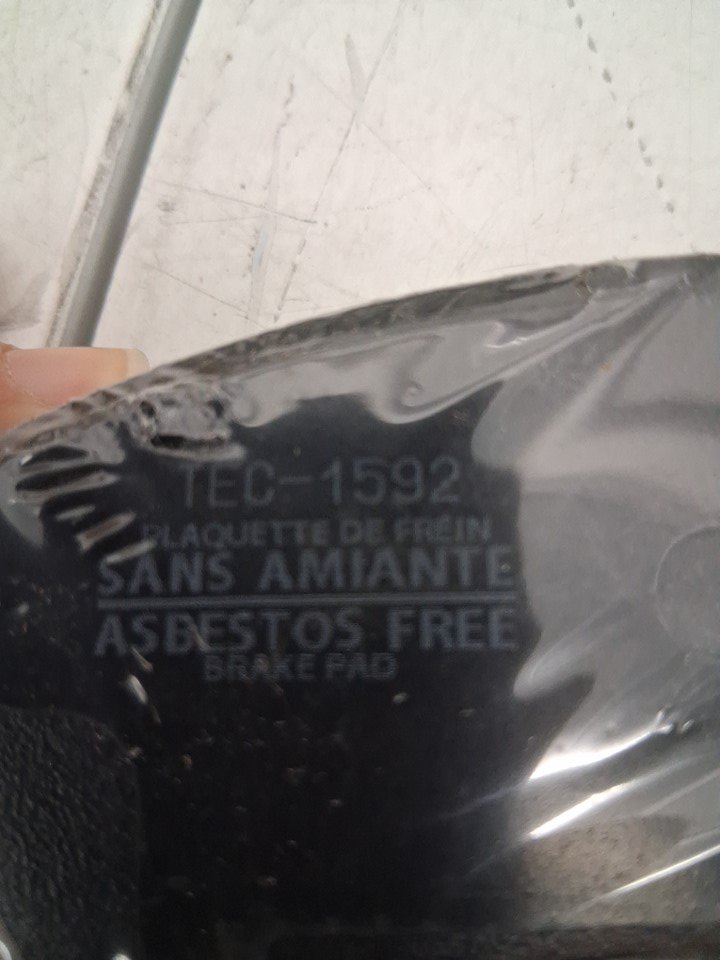 TEC-1592
PLAQUETTE DE FREIN
SANS AMIANTE
ASBESTOS FREE
BRAKE PAD